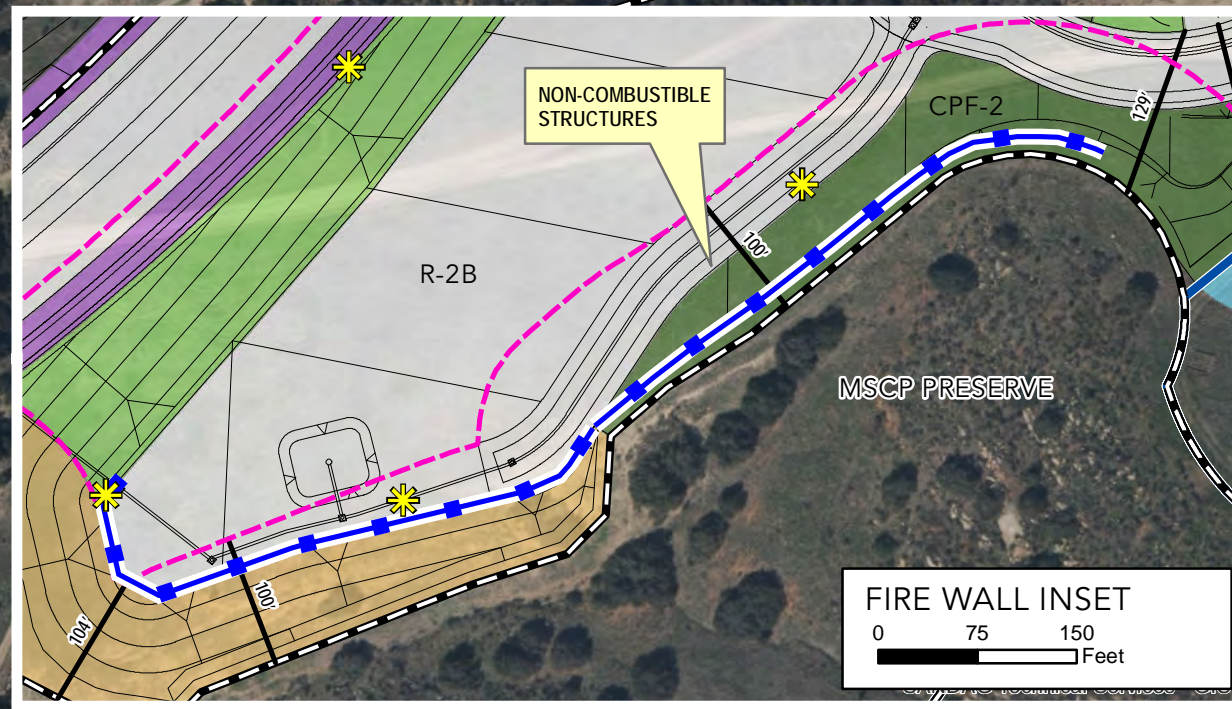 NON-COMBUSTIBLE
STRUCTURES
CPF-2
129'
100'
R-2B
MSCP PRESERVE
100'
104'
FIRE WALL INSET
0 75 150
Feet